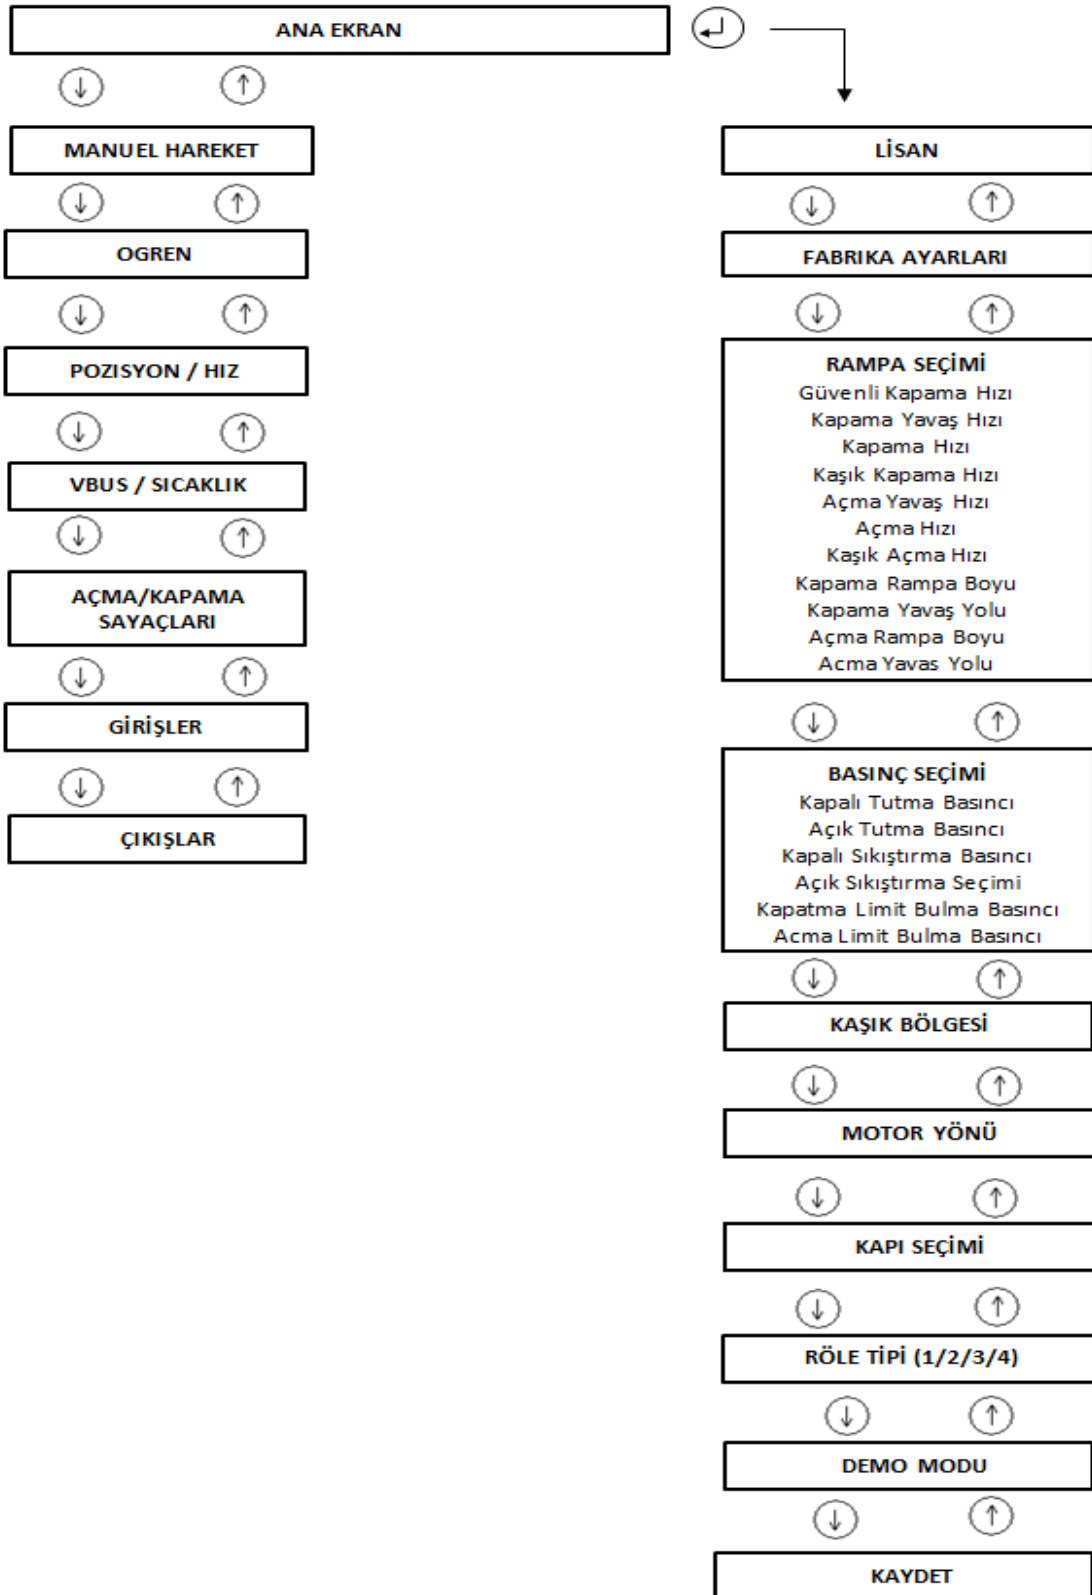 ANA EKRAN
MANUEL HAREKET
OGREN
POZISYON / HIZ
VBUS / SICAKLIK
AÇMA/KAPAMA
SAYAÇLARI
GİRİŞLER
ÇIKIŞLAR
LİSAN
FABRIKA AYARLARI
RAMPA SEÇİMİ
Güvenli Kapama Hızı
Kapama Yavaş Hızı
Kapama Hızı
Kaşık Kapama Hızı
Açma Yavaş Hızı
Açma Hızı
Kaşık Açma Hızı
Kapama Rampa Boyu
Kapama Yavaş Yolu
Açma Rampa Boyu
Acma Yavas Yolu
BASINÇ SEÇİMİ
Kapalı Tutma Basıncı
Açık Tutma Basıncı
Kapalı Sıkıştırma Basıncı
Açık Sıkıştırma Seçimi
Kapatma Limit Bulma Basıncı
Acma Limit Bulma Basıncı
KAŞIK BÖLGESİ
MOTOR YÖNÜ
KAPI SEÇİMİ
RÖLE TİPİ (1/2/3/4)
DEMO MODU
KAYDET